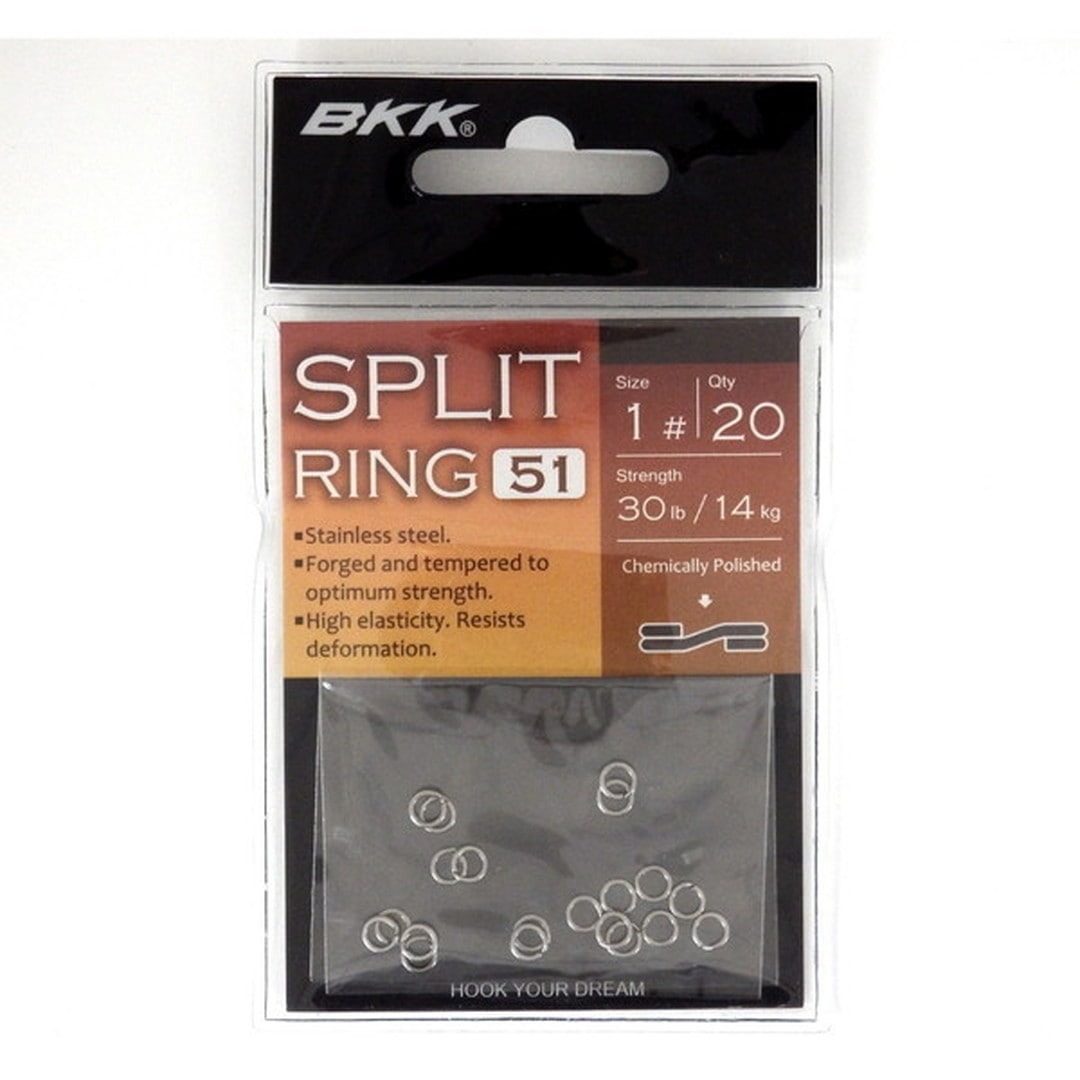 BKK®
SPLIT
RING 51
▪Stainless steel.
▪Forged and tempered to
optimum strength.
▪High elasticity. Resists
deformation.
Size Qty
1 # 20
Strength
30 lb / 14 kg
Chemically Polished
HOOK YOUR DREAM